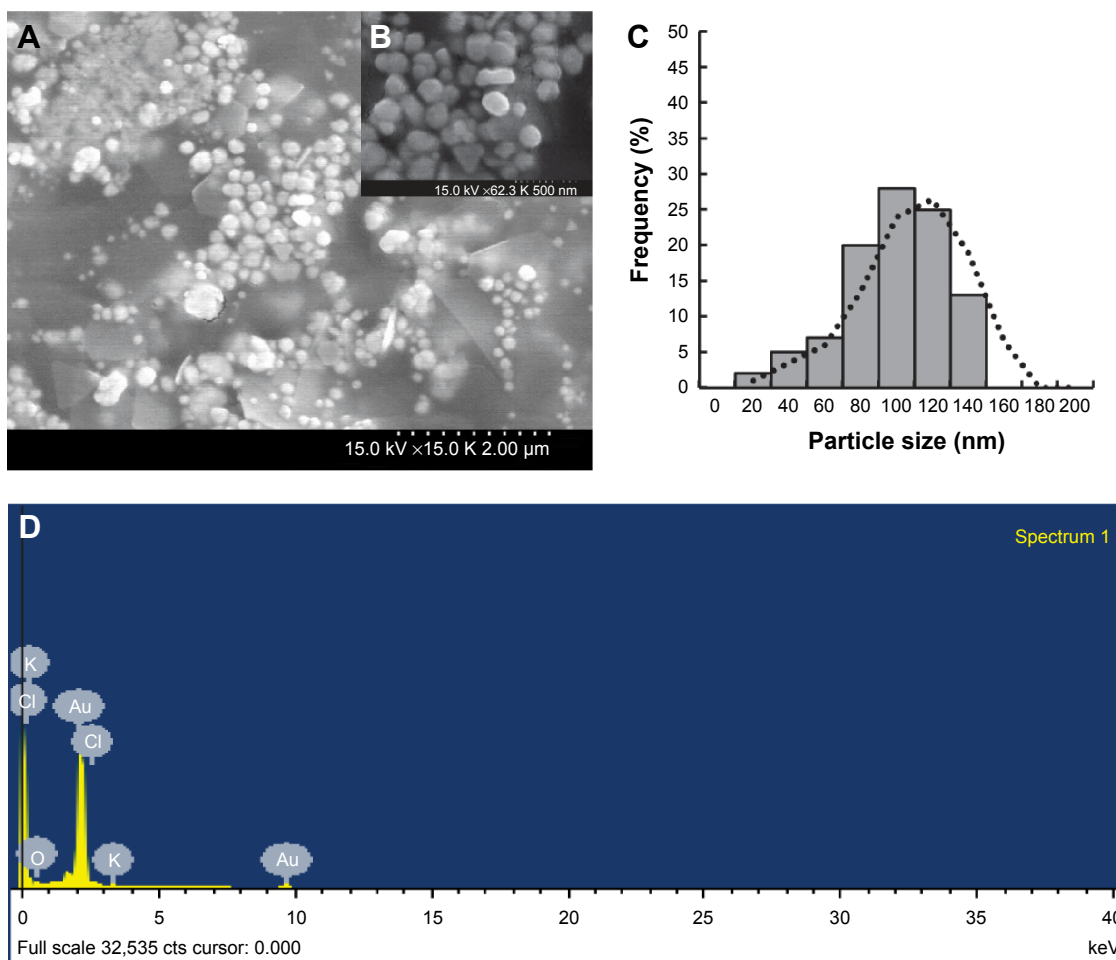 A
B
15.0 kV ×62.3 K 500 nm
15.0 kV ×15.0 K 2.00 µm
C
50
45
40
35
30
25
20
15
10
5
0
Frequency (%)
0 20 40 60 80 100 120 140 160 180 200
Particle size (nm)
D
Spectrum 1
K
Cl
Au
Cl
O
K
Au
0 5 10 15 20 25 30 35 40
Full scale 32,535 cts cursor: 0.000
keV